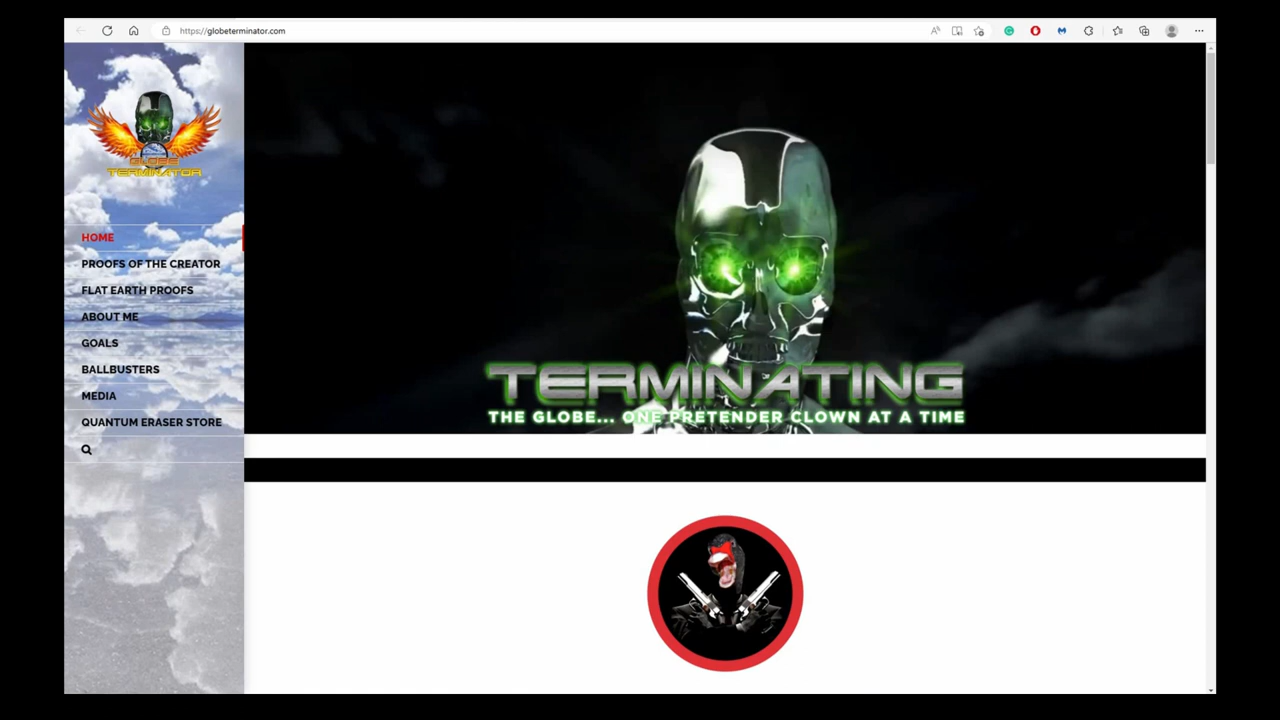 https://globeterminator.com
GLOBE
TERMINATOR
HOME
PROOFS OF THE CREATOR
FLAT EARTH PROOFS
ABOUT ME
GOALS
BALLBUSTERS
MEDIA
QUANTUM ERASER STORE
TERMINATING
THE GLOBE... ONE PRETENDER CLOWN AT A TIME